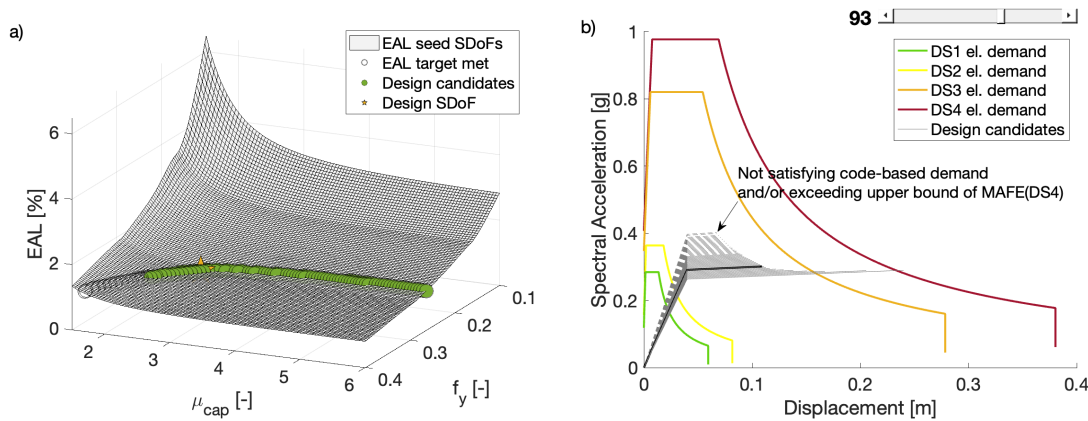 a)
EAL seed SDoFs
EAL target met
Design candidates
Design SDoF
EAL [%]
6
4
2
0
2
3
4
5
6
μcap [-]
0.4
0.3
0.2
0.1
fy [-]
b)
93
DS1 el. demand
DS2 el. demand
DS3 el. demand
DS4 el. demand
Design candidates
Not satisfying code-based demand
and/or exceeding upper bound of MAFE(DS4)
Spectral Acceleration [g]
1
0.8
0.6
0.4
0.2
0
0
0.1
0.2
0.3
0.4
Displacement [m]